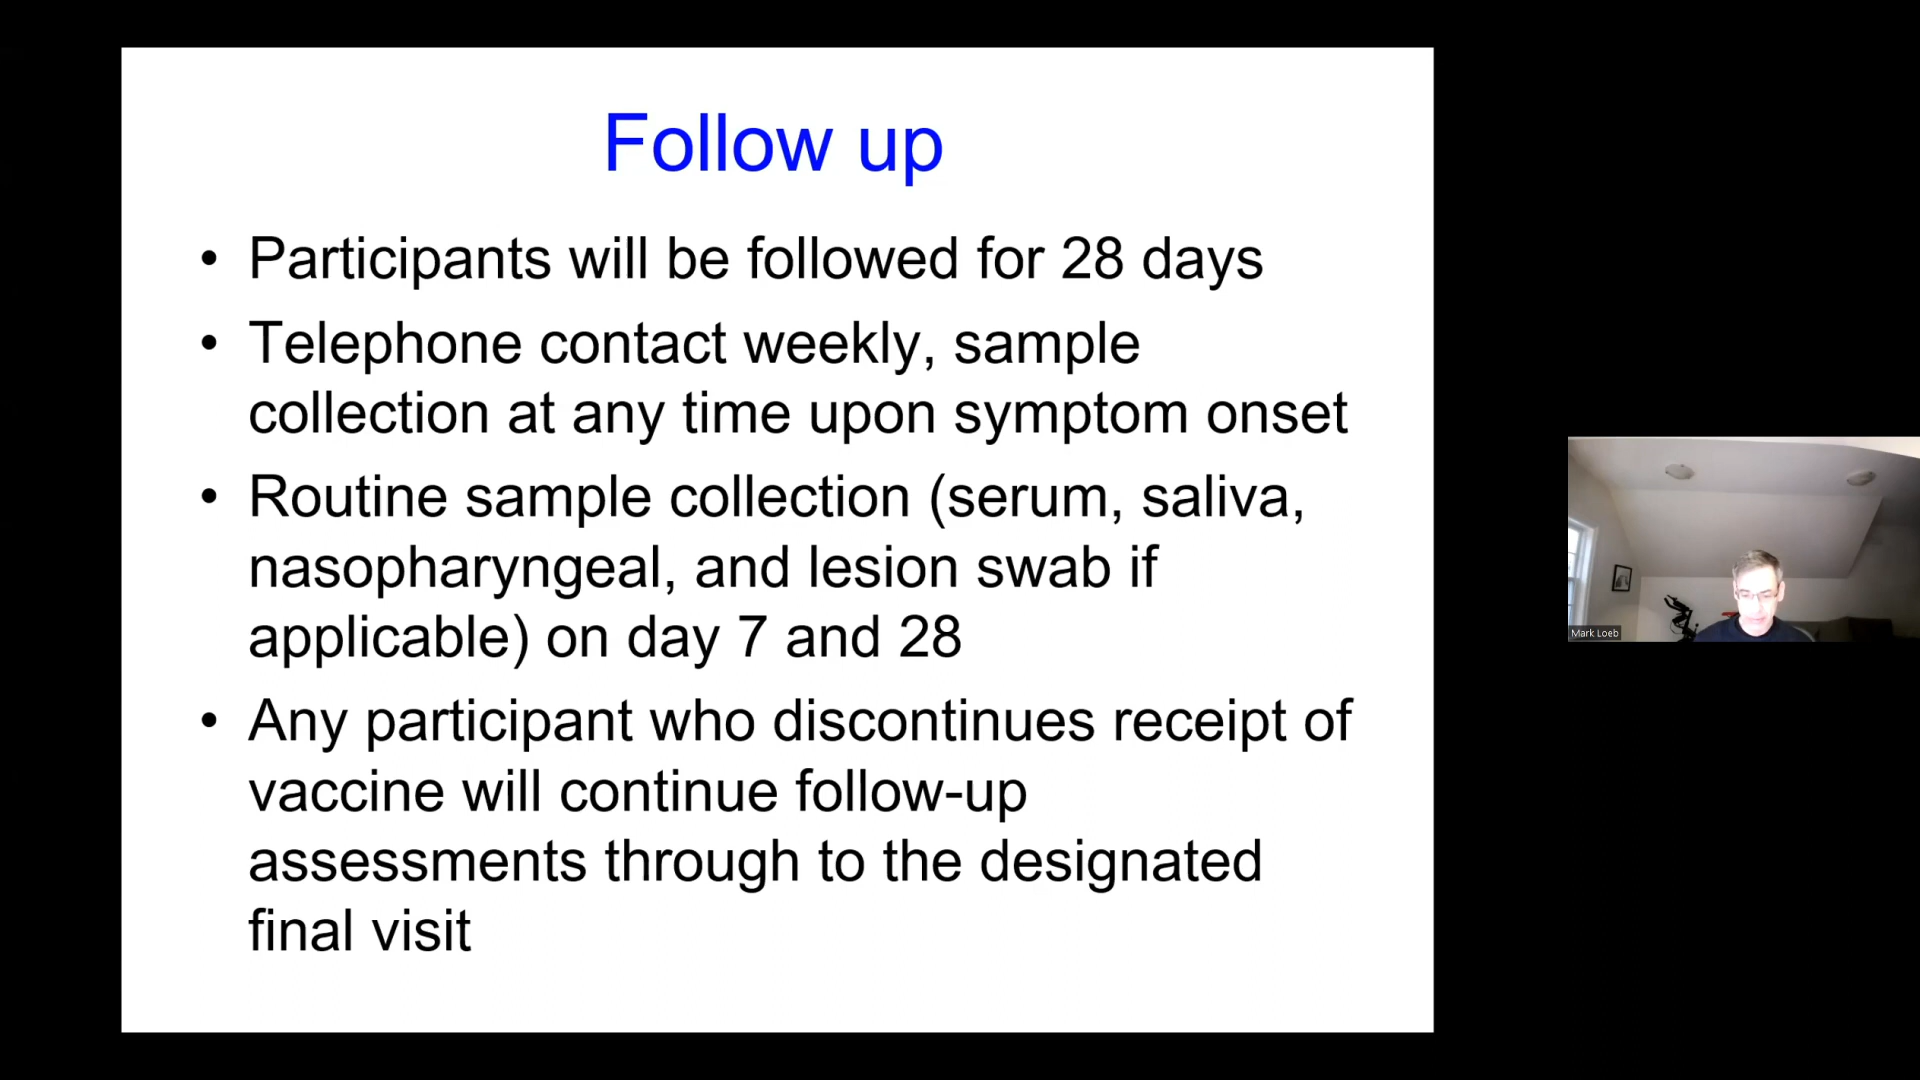 Follow up
• Participants will be followed for 28 days
• Telephone contact weekly, sample
collection at any time upon symptom onset
• Routine sample collection (serum, saliva,
nasopharyngeal, and lesion swab if
applicable) on day 7 and 28
• Any participant who discontinues receipt of
vaccine will continue follow-up
assessments through to the designated
final visit
Mark Loeb